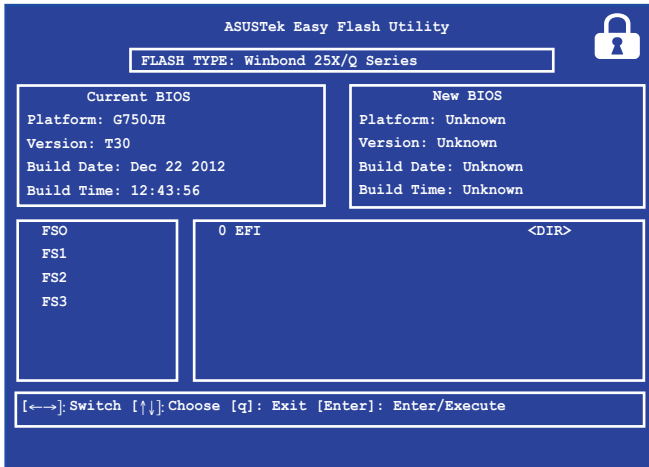 ASUSTek Easy Flash Utility
FLASH TYPE: Winbond 25X/Q Series
Current BIOS
Platform: G750JH
Version: T30
Build Date: Dec 22 2012
Build Time: 12:43:56
New BIOS
Platform: Unknown
Version: Unknown
Build Date: Unknown
Build Time: Unknown
FSO
FS1
FS2
FS3
0 EFI <DIR>
[←→]: Switch [↑↓]: Choose [q]: Exit [Enter]: Enter/Execute